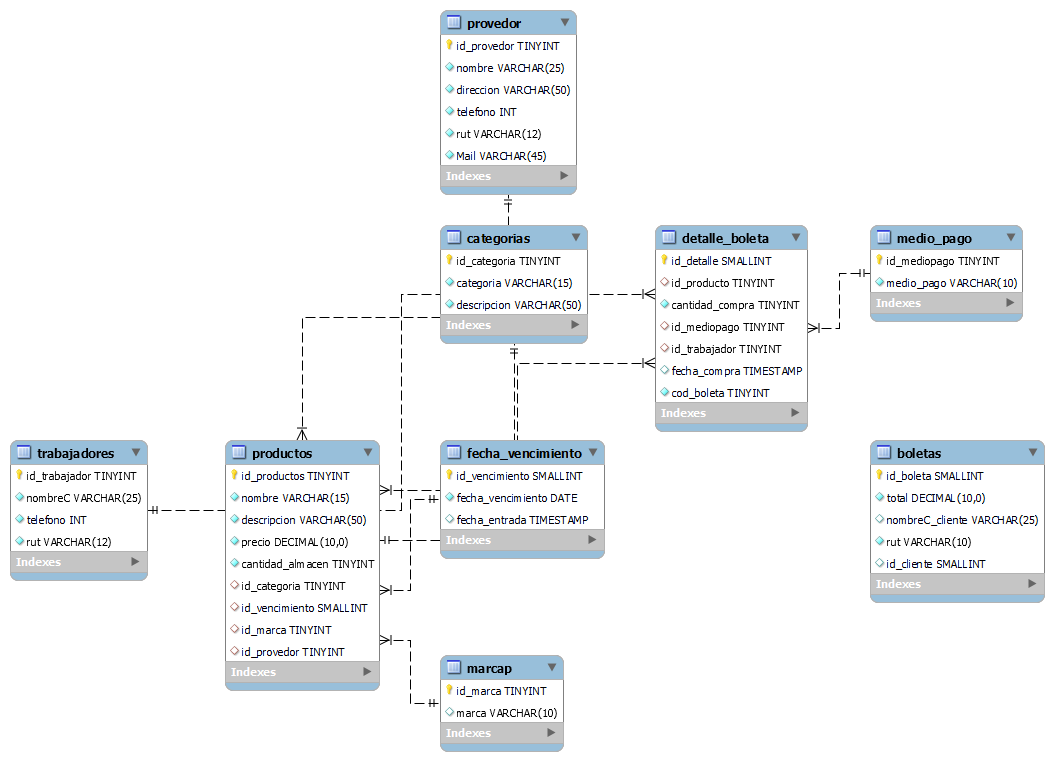 provedor
id_provedor TINYINT
nombre VARCHAR(25)
direccion VARCHAR(50)
telefono INT
rut VARCHAR(12)
Mail VARCHAR(45)
Indexes
categorias
id_categoria TINYINT
categoria VARCHAR(15)
descripcion VARCHAR(50)
Indexes
detalle_boleta
id_detalle SMALLINT
id_producto TINYINT
cantidad_compra TINYINT
id_mediopago TINYINT
id_trabajador TINYINT
fecha_compra TIMESTAMP
cod_boleta TINYINT
Indexes
medio_pago
id_mediopago TINYINT
medio_pago VARCHAR(10)
Indexes
trabajadores
id_trabajador TINYINT
nombreC VARCHAR(25)
telefono INT
rut VARCHAR(12)
Indexes
productos
id_productos TINYINT
nombre VARCHAR(15)
descripcion VARCHAR(50)
precio DECIMAL(10,0)
cantidad_almacen TINYINT
id_categoria TINYINT
id_vencimiento SMALLINT
id_marca TINYINT
id_provedor TINYINT
Indexes
fecha_vencimiento
id_vencimiento SMALLINT
fecha_vencimiento DATE
fecha_entrada TIMESTAMP
Indexes
boletas
id_boleta SMALLINT
total DECIMAL(10,0)
nombreC_cliente VARCHAR(25)
rut VARCHAR(10)
id_cliente SMALLINT
Indexes
marcap
id_marca TINYINT
marca VARCHAR(10)
Indexes